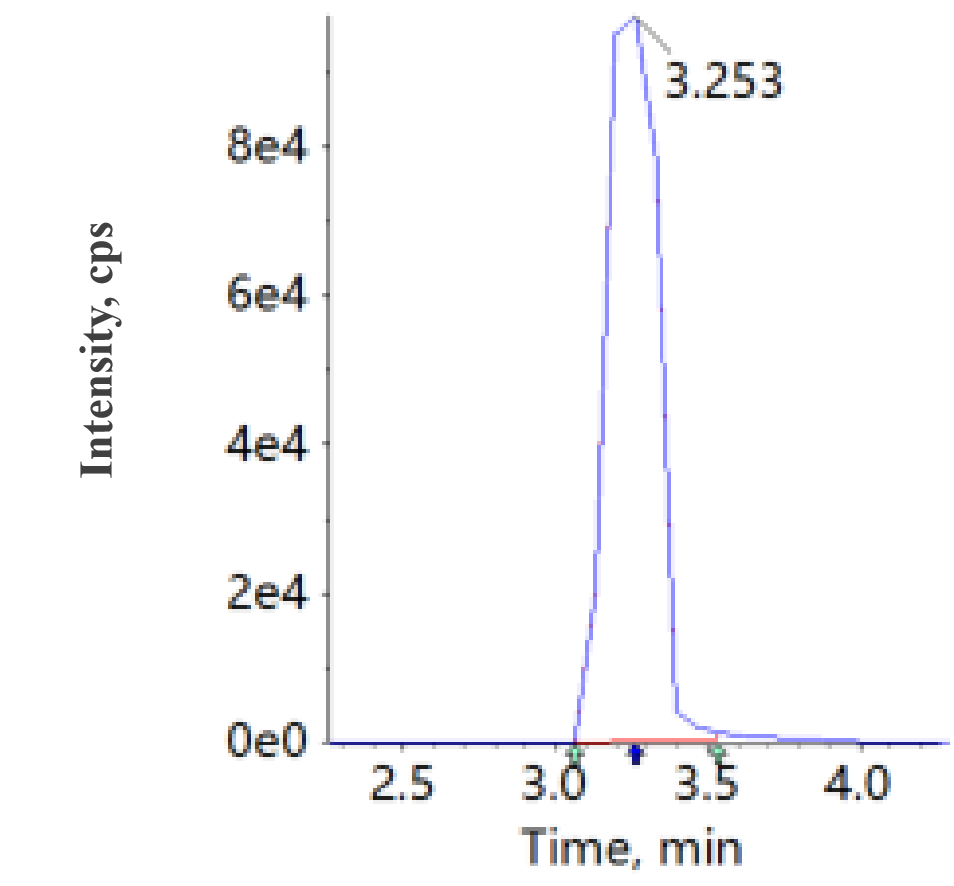 3.253
8e4
6e4
4e4
2e4
0e0
2.5 3.0 3.5 4.0
Time, min
Intensity, cps